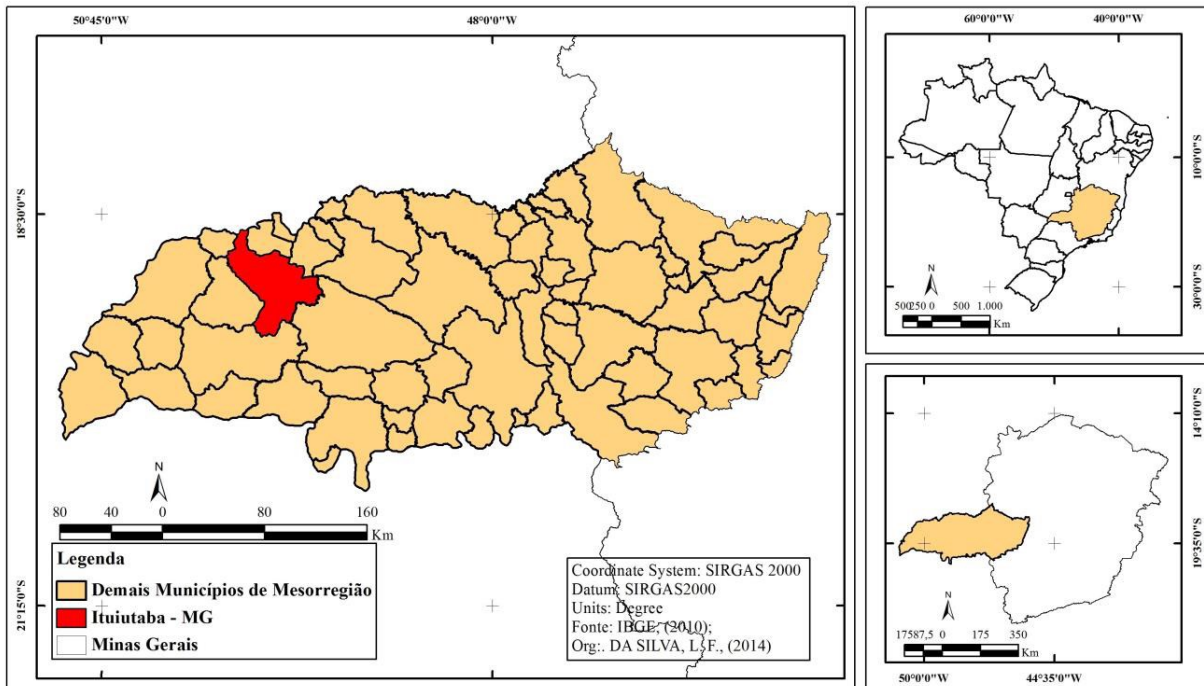 50°45'0"W
48°0'0"W
18°30'0"S
21°15'0"S
N
80 40 0 80 160
Km
Legenda
Demais Municípios de Mesorregião
Ituiutaba - MG
Minas Gerais
Coordinate System: SIRGAS 2000
Datum: SIRGAS2000
Units: Degree
Fonte: IBGE, (2010);
Org:. DA SILVA, L. F., (2014)
60°0'0"W
40°0'0"W
10°0'0"S
30°0'0"S
N
500250 0 500 1.000
Km
14°10'0"S
19°35'0"S
N
17587,5 0 175 350
Km
50°0'0"W
44°35'0"W